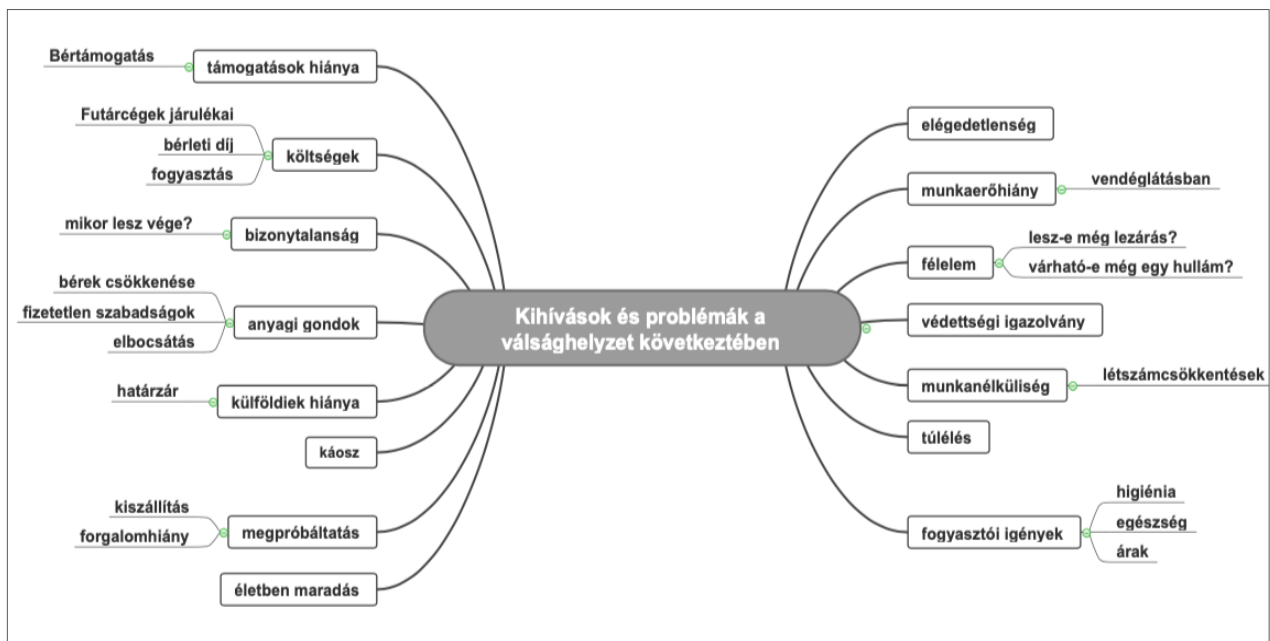 Kihívások és problémák a
válsághelyzet következtében
támogatások hiánya
Bértámogatás
költségek
Futárcégek járulékai
bérleti díj
fogyasztás
bizonytalanság
mikor lesz vége?
anyagi gondok
bérek csökkenése
fizetetlen szabadságok
elbocsátás
külföldiek hiánya
határzár
káosz
megpróbáltatás
kiszállítás
forgalomhiány
életben maradás
elégedetlenség
munkaerőhiány
vendéglátásban
félelem
lesz-e még lezárás?
várható-e még egy hullám?
védettségi igazolvány
munkanélküliség
létszámcsökkentések
túlélés
fogyasztói igények
higiénia
egészség
árak